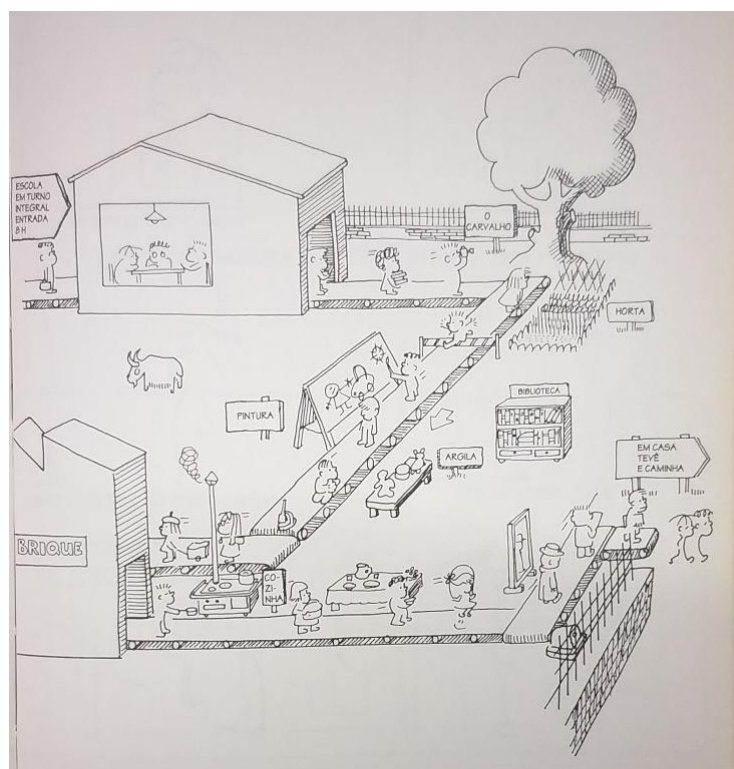 ESCOLA
EM TURNO
INTEGRAL
ENTRADA
8 H
O
CARVALHO
HORTA
PINTURA
BIBLIOTECA
ARGILA
EM CASA
TEVÊ
E CAMINHA
BRIQUE
CO-
ZI-
NHA